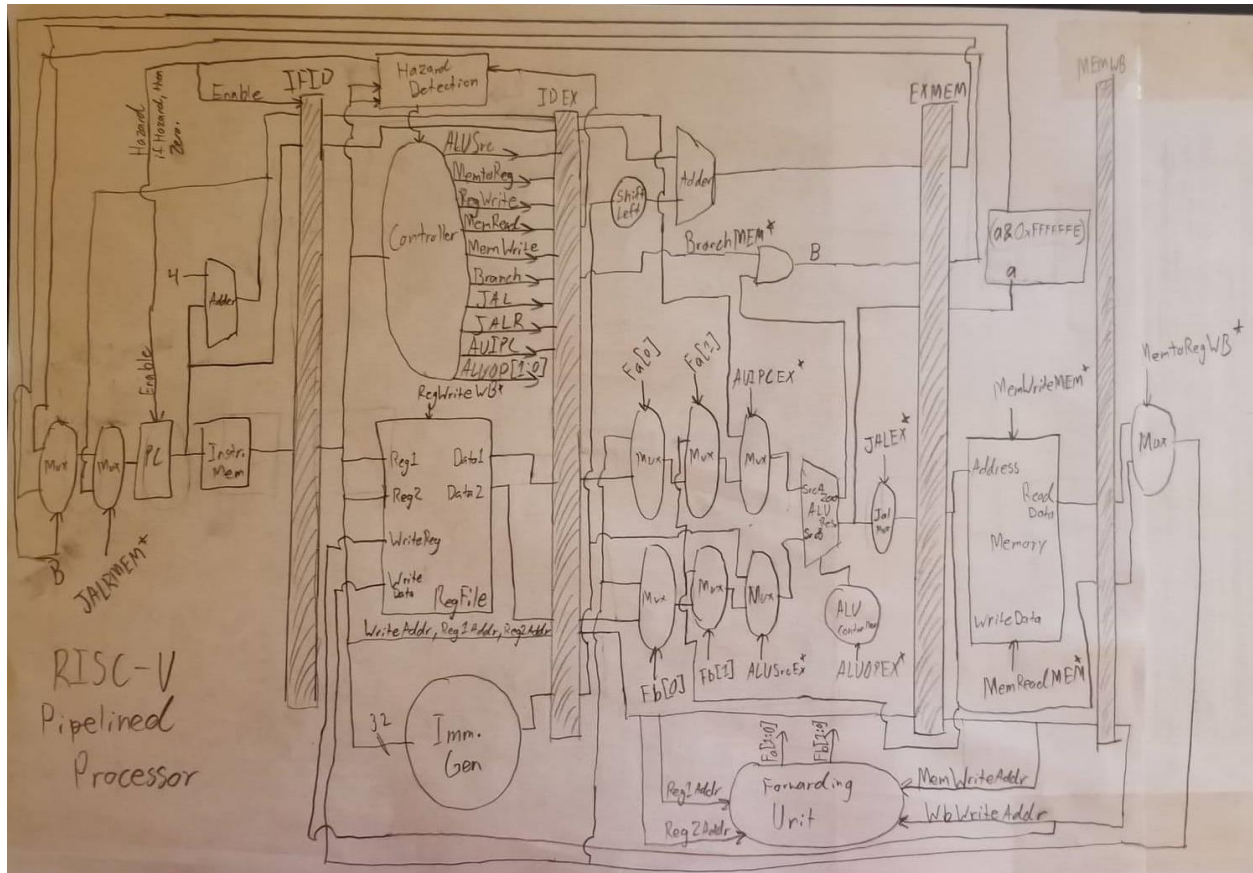 IFID
Hazard
Detection
Enable
Hazard
if Hazard, then
Zero.
IDEX
EXMEM
MEMWB
ALUSrc
MemtoReg
RegWrite
MemRead
MemWrite
Branch
JAL
JALR
AUIPC
ALUOP[1:0]
Controller
Shift
Left
Adder
BranchMEM*
B
(a&0xFFFFFFE)
a
4
Adder
Enable
RegWriteWB*
Fa[0]
Fa[1]
AUIPCEX*
JALEX*
MemWriteMEM*
MemtoRegWB*
Mux
Mux
PC
Instr.
Mem
Reg1
Data1
Reg2
Data2
WriteReg
Write
Data
RegFile
Mux
Mux
Mux
SrcA
Zero
ALU
Res
SrcB
Jal
Mux
Address
Read
Data
Memory
WriteData
Mux
B
JALRMEM*
Mux
Mux
Mux
ALU
WriteAddr, Reg1Addr, Reg2Addr
Fb[0]
Fb[1]
ALUSrcEx*
ALUOPEX*
MemReadMEM*
RISC-V
Pipelined
Processor
32
Imm.
Gen
Fa[1:0]
Fb[1:0]
Reg1Addr
Reg2Addr
Forwarding
Unit
MemWriteAddr
WbWriteAddr